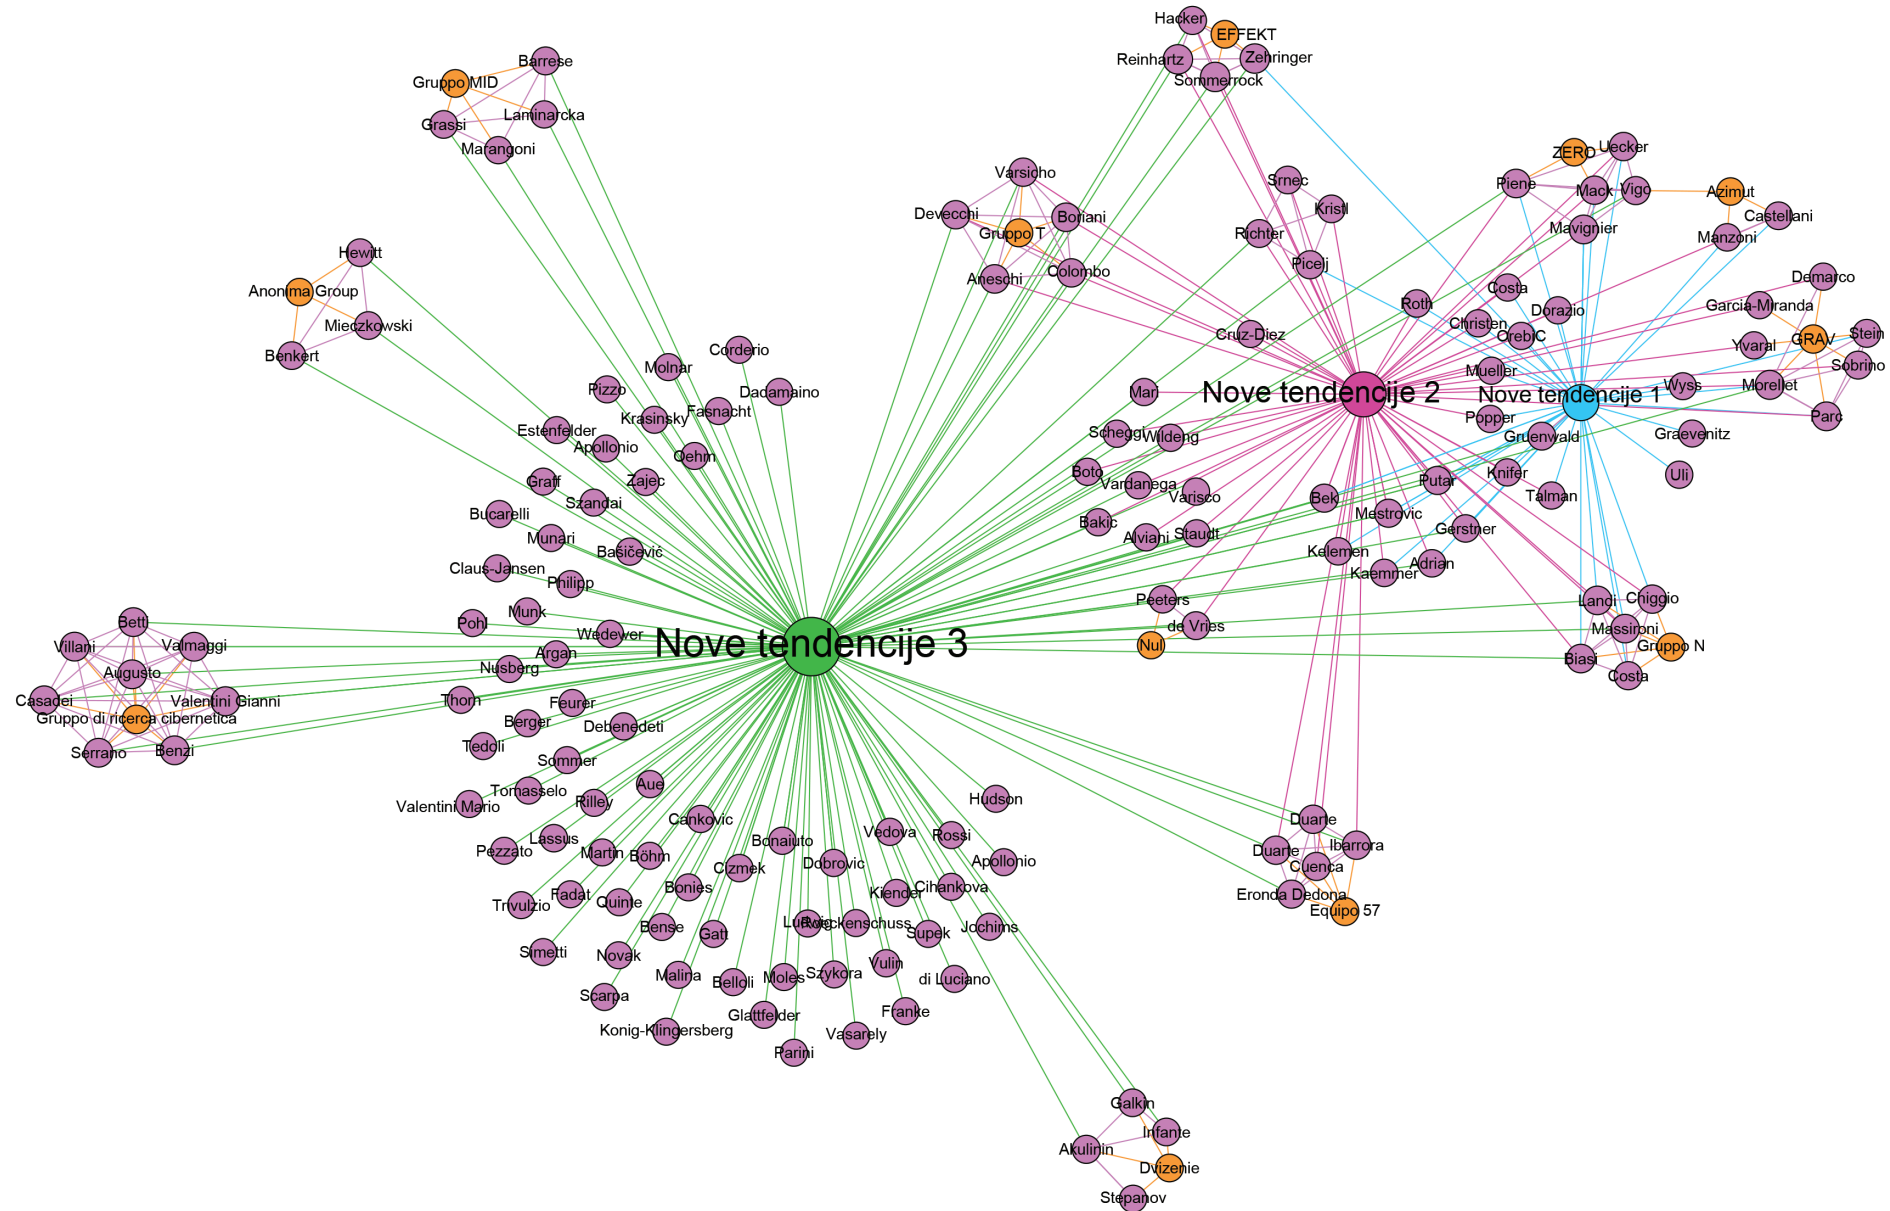 Hacker
EFFEKT
Reinhartz
Zehringer
Sommerrock
Barrese
Gruppo MID
Laminarcka
Grassi
Marangoni
ZERO
Uecker
Varsicho
Srnec
Piene
Mack
Vigo
Azimut
Kristl
Devecchi
Boriani
Castellani
Gruppo T
Richter
Mavignier
Manzoni
Hewitt
Picelj
Aneschi
Colombo
Demarco
Anonima Group
Costa
Roth
Dorazio
Garcia-Miranda
Mieczkowski
Christen
Cruz-Diez
OrebiC
GRAV
Stein
Yvaral
Benkert
Corderio
Molnar
Mueller
Sobrino
Pizzo
Dadamaino
Mari
Nove tendencije 2
Nove tendencije 1
Wyss
Morellet
Krasinsky
Fasnacht
Popper
Parc
Estenfelder
Scheggi
Wildeng
Gruenwald
Graevenitz
Apollonio
Oehm
Boto
Knifer
Uli
Graff
Zajec
Vardanega
Putar
Szandai
Varisco
Bek
Talman
Bucarelli
Bakic
Mestrovic
Munari
Alviani
Staudt
Gerstner
Bašičević
Kelemen
Claus-Jansen
Philipp
Kaemmer
Adrian
Munk
Peeters
Landi
Chiggio
Betti
Pohl
de Vries
Massironi
Wedewer
Villani
Valmaggi
Nove tendencije 3
Nul
Gruppo N
Argan
Biasi
Nusberg
Augusto
Costa
Casadei
Valentini Gianni
Thorn
Feurer
Gruppo di ricerca cibernetica
Berger
Debenedeti
Serrano
Benzi
Tedoli
Sommer
Aue
Tomasselo
Valentini Mario
Rilley
Hudson
Cankovic
Duarte
Lassus
Bonaiuto
Vedova
Rossi
Pezzato
Martin
Böhm
Duarte
Ibarrora
Cizmek
Dobrovic
Apollonio
Cuenca
Bonies
Kiender
Cihankova
Trivulzio
Fadat
Quinte
Eronda Dedona
Equipo 57
Bense
Gatt
Ludwig
Jochims
Supek
Simetti
Novak
Vulin
Malina
Belloli
Moles
Szykora
di Luciano
Scarpa
Glattfelder
Franke
Konig-Klingersberg
Vasarely
Parini
Galkin
Infante
Akulinin
Dvizenie
Stepanov